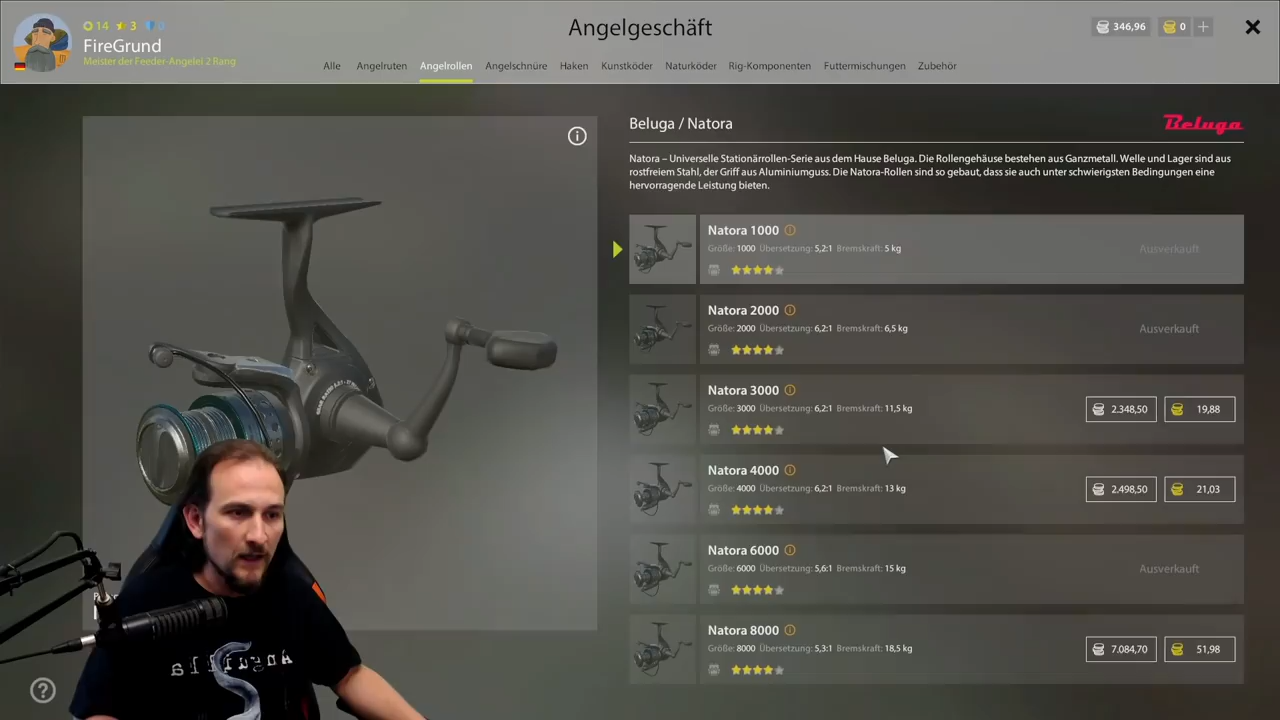 14 3 0
FireGrund
Meister der Feeder-Angelei 2 Rang
Angelgeschäft
346,96 0
Alle Angelruten Angelrollen Angelschnüre Haken Kunstköder Naturköder Rig-Komponenten Futtermischungen Zubehör
Beluga / Natora
Beluga
Natora – Universelle Stationärrollen-Serie aus dem Hause Beluga. Die Rollengehäuse bestehen aus Ganzmetall. Welle und Lager sind aus
rostfreiem Stahl, der Griff aus Aluminiumguss. Die Natora-Rollen sind so gebaut, dass sie auch unter schwierigsten Bedingungen eine
hervorragende Leistung bieten.
Natora 1000
Größe: 1000 Übersetzung: 5,2:1 Bremskraft: 5 kg
Ausverkauft
Natora 2000
Größe: 2000 Übersetzung: 6,2:1 Bremskraft: 6,5 kg
Ausverkauft
Natora 3000
Größe: 3000 Übersetzung: 6,2:1 Bremskraft: 11,5 kg
2.348,50 19,88
Natora 4000
Größe: 4000 Übersetzung: 6,2:1 Bremskraft: 13 kg
2.498,50 21,03
Natora 6000
Größe: 6000 Übersetzung: 5,6:1 Bremskraft: 15 kg
Ausverkauft
Natora 8000
Größe: 8000 Übersetzung: 5,3:1 Bremskraft: 18,5 kg
7.084,70 51,98